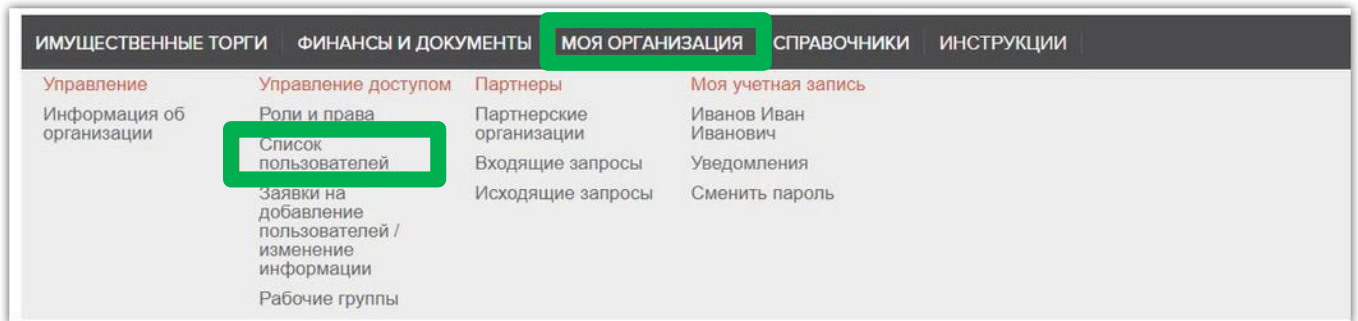 ИМУЩЕСТВЕННЫЕ ТОРГИ ФИНАНСЫ И ДОКУМЕНТЫ МОЯ ОРГАНИЗАЦИЯ СПРАВОЧНИКИ ИНСТРУКЦИИ
Управление
Информация об
организации
Управление доступом
Роли и права
Список
пользователей
Заявки на
добавление
пользователей /
изменение
информации
Рабочие группы
Партнеры
Партнерские
организации
Входящие запросы
Исходящие запросы
Моя учетная запись
Иванов Иван
Иванович
Уведомления
Сменить пароль